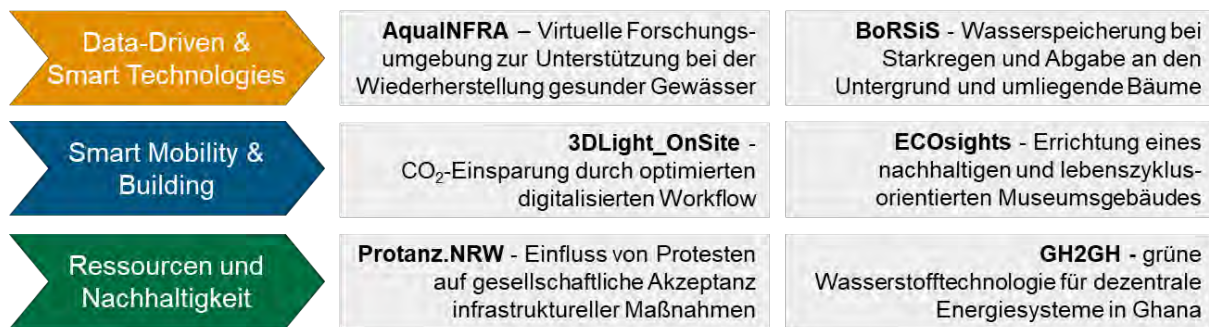 Data-Driven &
Smart Technologies
AquaINFRA – Virtuelle Forschungs-
umgebung zur Unterstützung bei der
Wiederherstellung gesunder Gewässer
BoRSiS - Wasserspeicherung bei
Starkregen und Abgabe an den
Untergrund und umliegende Bäume
Smart Mobility &
Building
3DLight_OnSite -
CO₂-Einsparung durch optimierten
digitalisierten Workflow
ECOsights - Errichtung eines
nachhaltigen und lebenszyklus-
orientierten Museumsgebäudes
Ressourcen und
Nachhaltigkeit
Protanz.NRW - Einfluss von Protesten
auf gesellschaftliche Akzeptanz
infrastruktureller Maßnahmen
GH2GH - grüne
Wasserstofftechnologie für dezentrale
Energiesysteme in Ghana